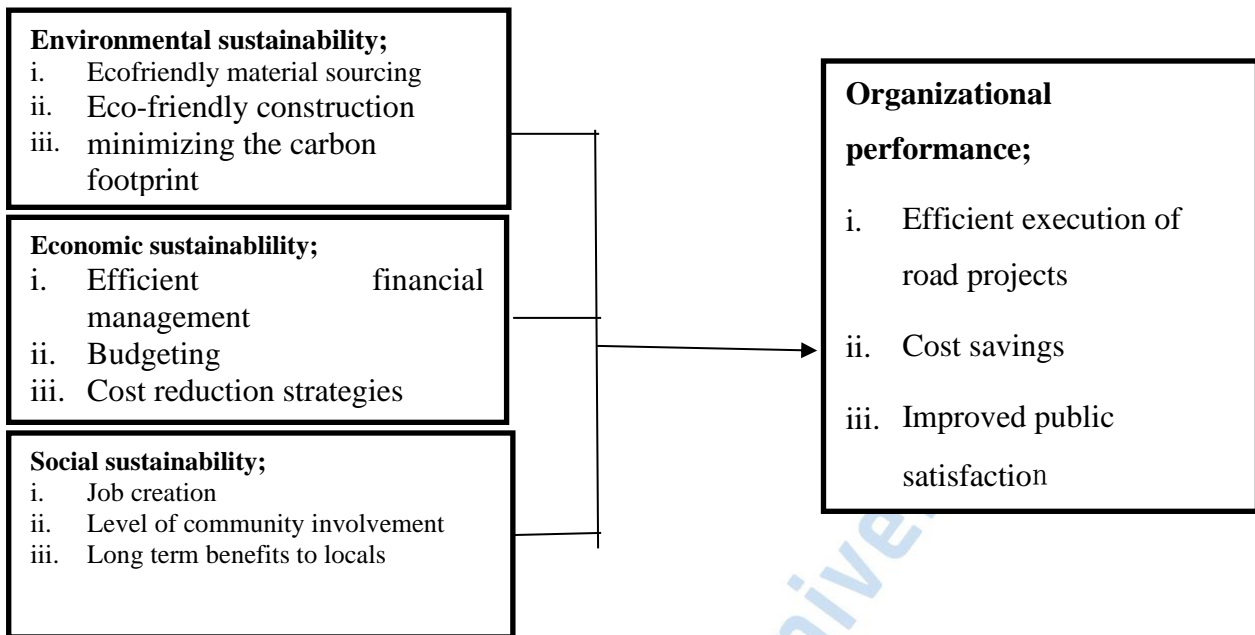 Environmental sustainability;
i. Ecofriendly material sourcing
ii. Eco-friendly construction
iii. minimizing the carbon
footprint
Economic sustainablility;
i. Efficient financial
management
ii. Budgeting
iii. Cost reduction strategies
Social sustainability;
i. Job creation
ii. Level of community involvement
iii. Long term benefits to locals
Organizational
performance;
i. Efficient execution of
road projects
ii. Cost savings
iii. Improved public
satisfaction